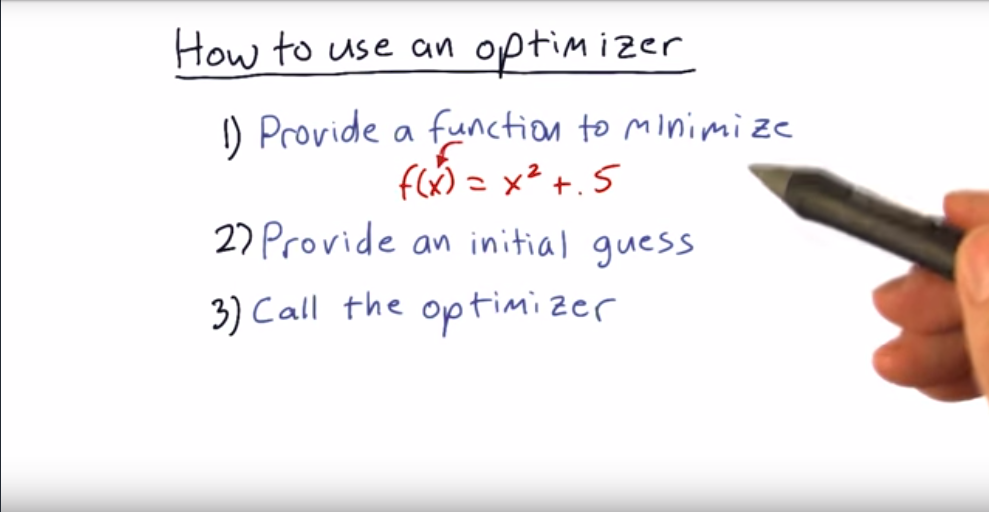 How to use an optimizer
1) Provide a function to minimize
f(x) = x² + .5
2) Provide an initial guess
3) Call the optimizer